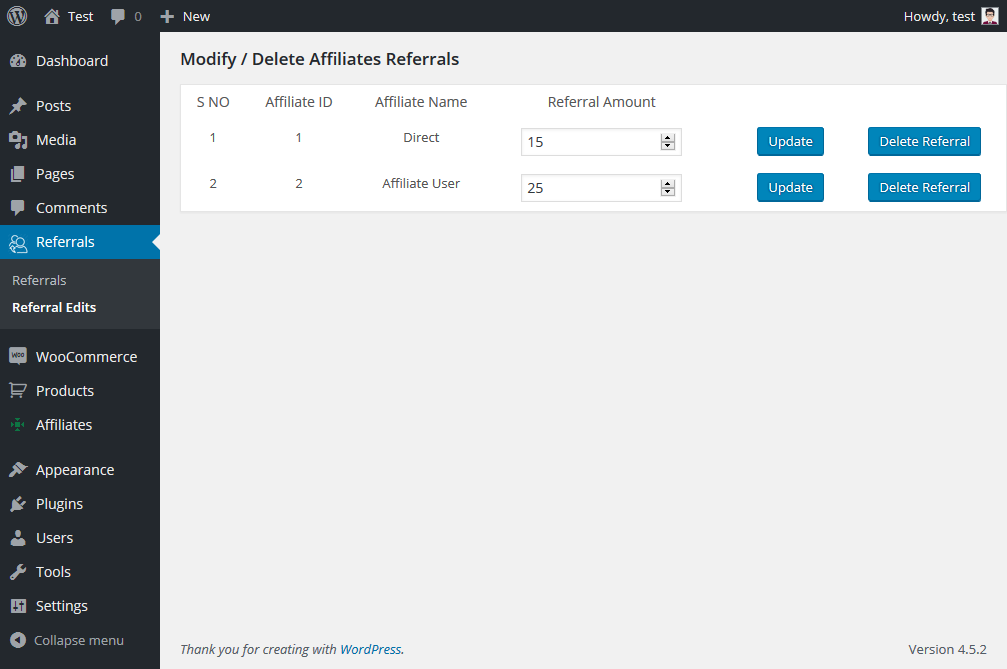 Test 0 New Howdy, test
Dashboard
Posts
Media
Pages
Comments
Referrals
Referrals
Referral Edits
WOO WooCommerce
Products
Affiliates
Appearance
Plugins
Users
Tools
Settings
Collapse menu
Modify / Delete Affiliates Referrals
S NO Affiliate ID Affiliate Name Referral Amount
1 1 Direct 15 Update Delete Referral
2 2 Affiliate User 25 Update Delete Referral
Thank you for creating with WordPress. Version 4.5.2